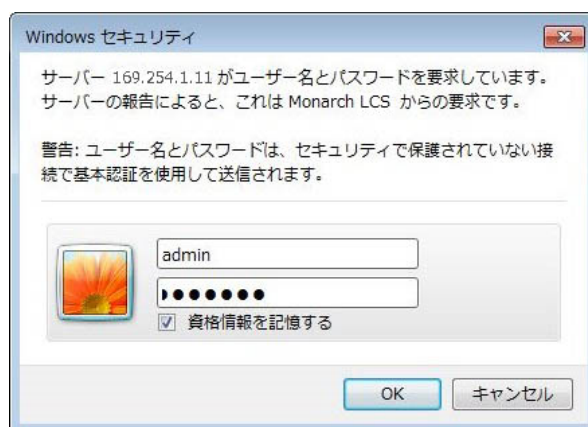 Windows セキュリティ
サーバー 169.254.1.11 がユーザー名とパスワードを要求しています。
サーバーの報告によると、これは Monarch LCS からの要求です。
警告: ユーザー名とパスワードは、セキュリティで保護されていない接
続で基本認証を使用して送信されます。
admin
●●●●●●●
資格情報を記憶する
OK
キャンセル